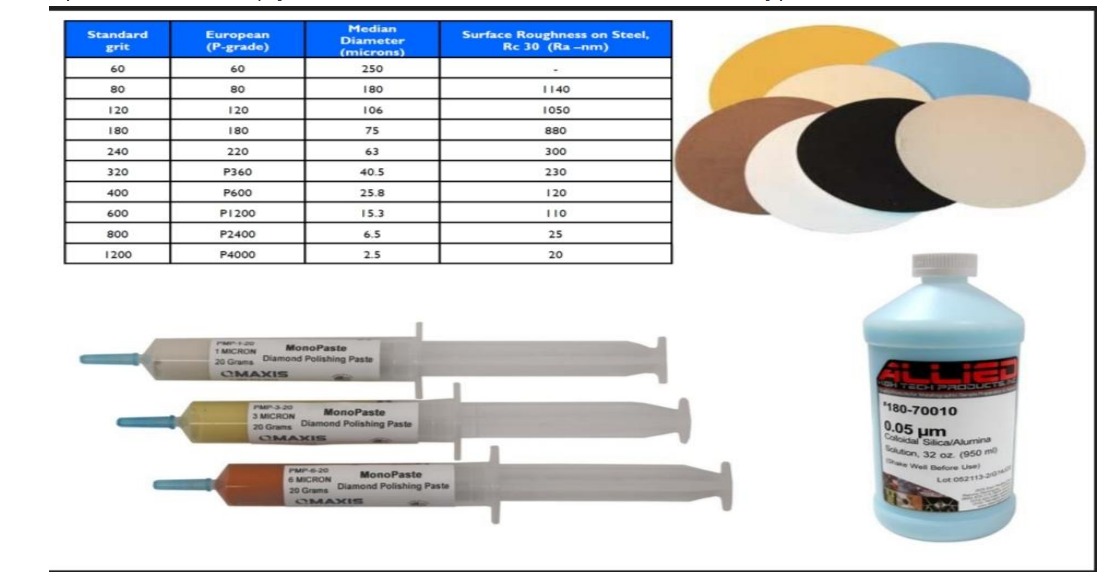 Standard grit European (P-grade) Median Diameter (microns) Surface Roughness on Steel, Rc 30 (Ra –nm)
60 60 250 -
80 80 180 1140
120 120 106 1050
180 180 75 880
240 220 63 300
320 P360 40.5 230
400 P600 25.8 120
600 P1200 15.3 110
800 P2400 6.5 25
1200 P4000 2.5 20
PMP-1-20
1 MICRON MonoPaste
20 Grams Diamond Polishing Paste
MAXIS
PMP-3-20
3 MICRON MonoPaste
20 Grams Diamond Polishing Paste
MAXIS
PMP-6-20
6 MICRON MonoPaste
20 Grams Diamond Polishing Paste
MAXIS
ALLIED
HIGH TECH PRODUCTS, INC.
#180-70010
0.05 µm
Colloidal Silica/Alumina
Solution, 32 oz. (950 ml)
(Shake Well Before Use)